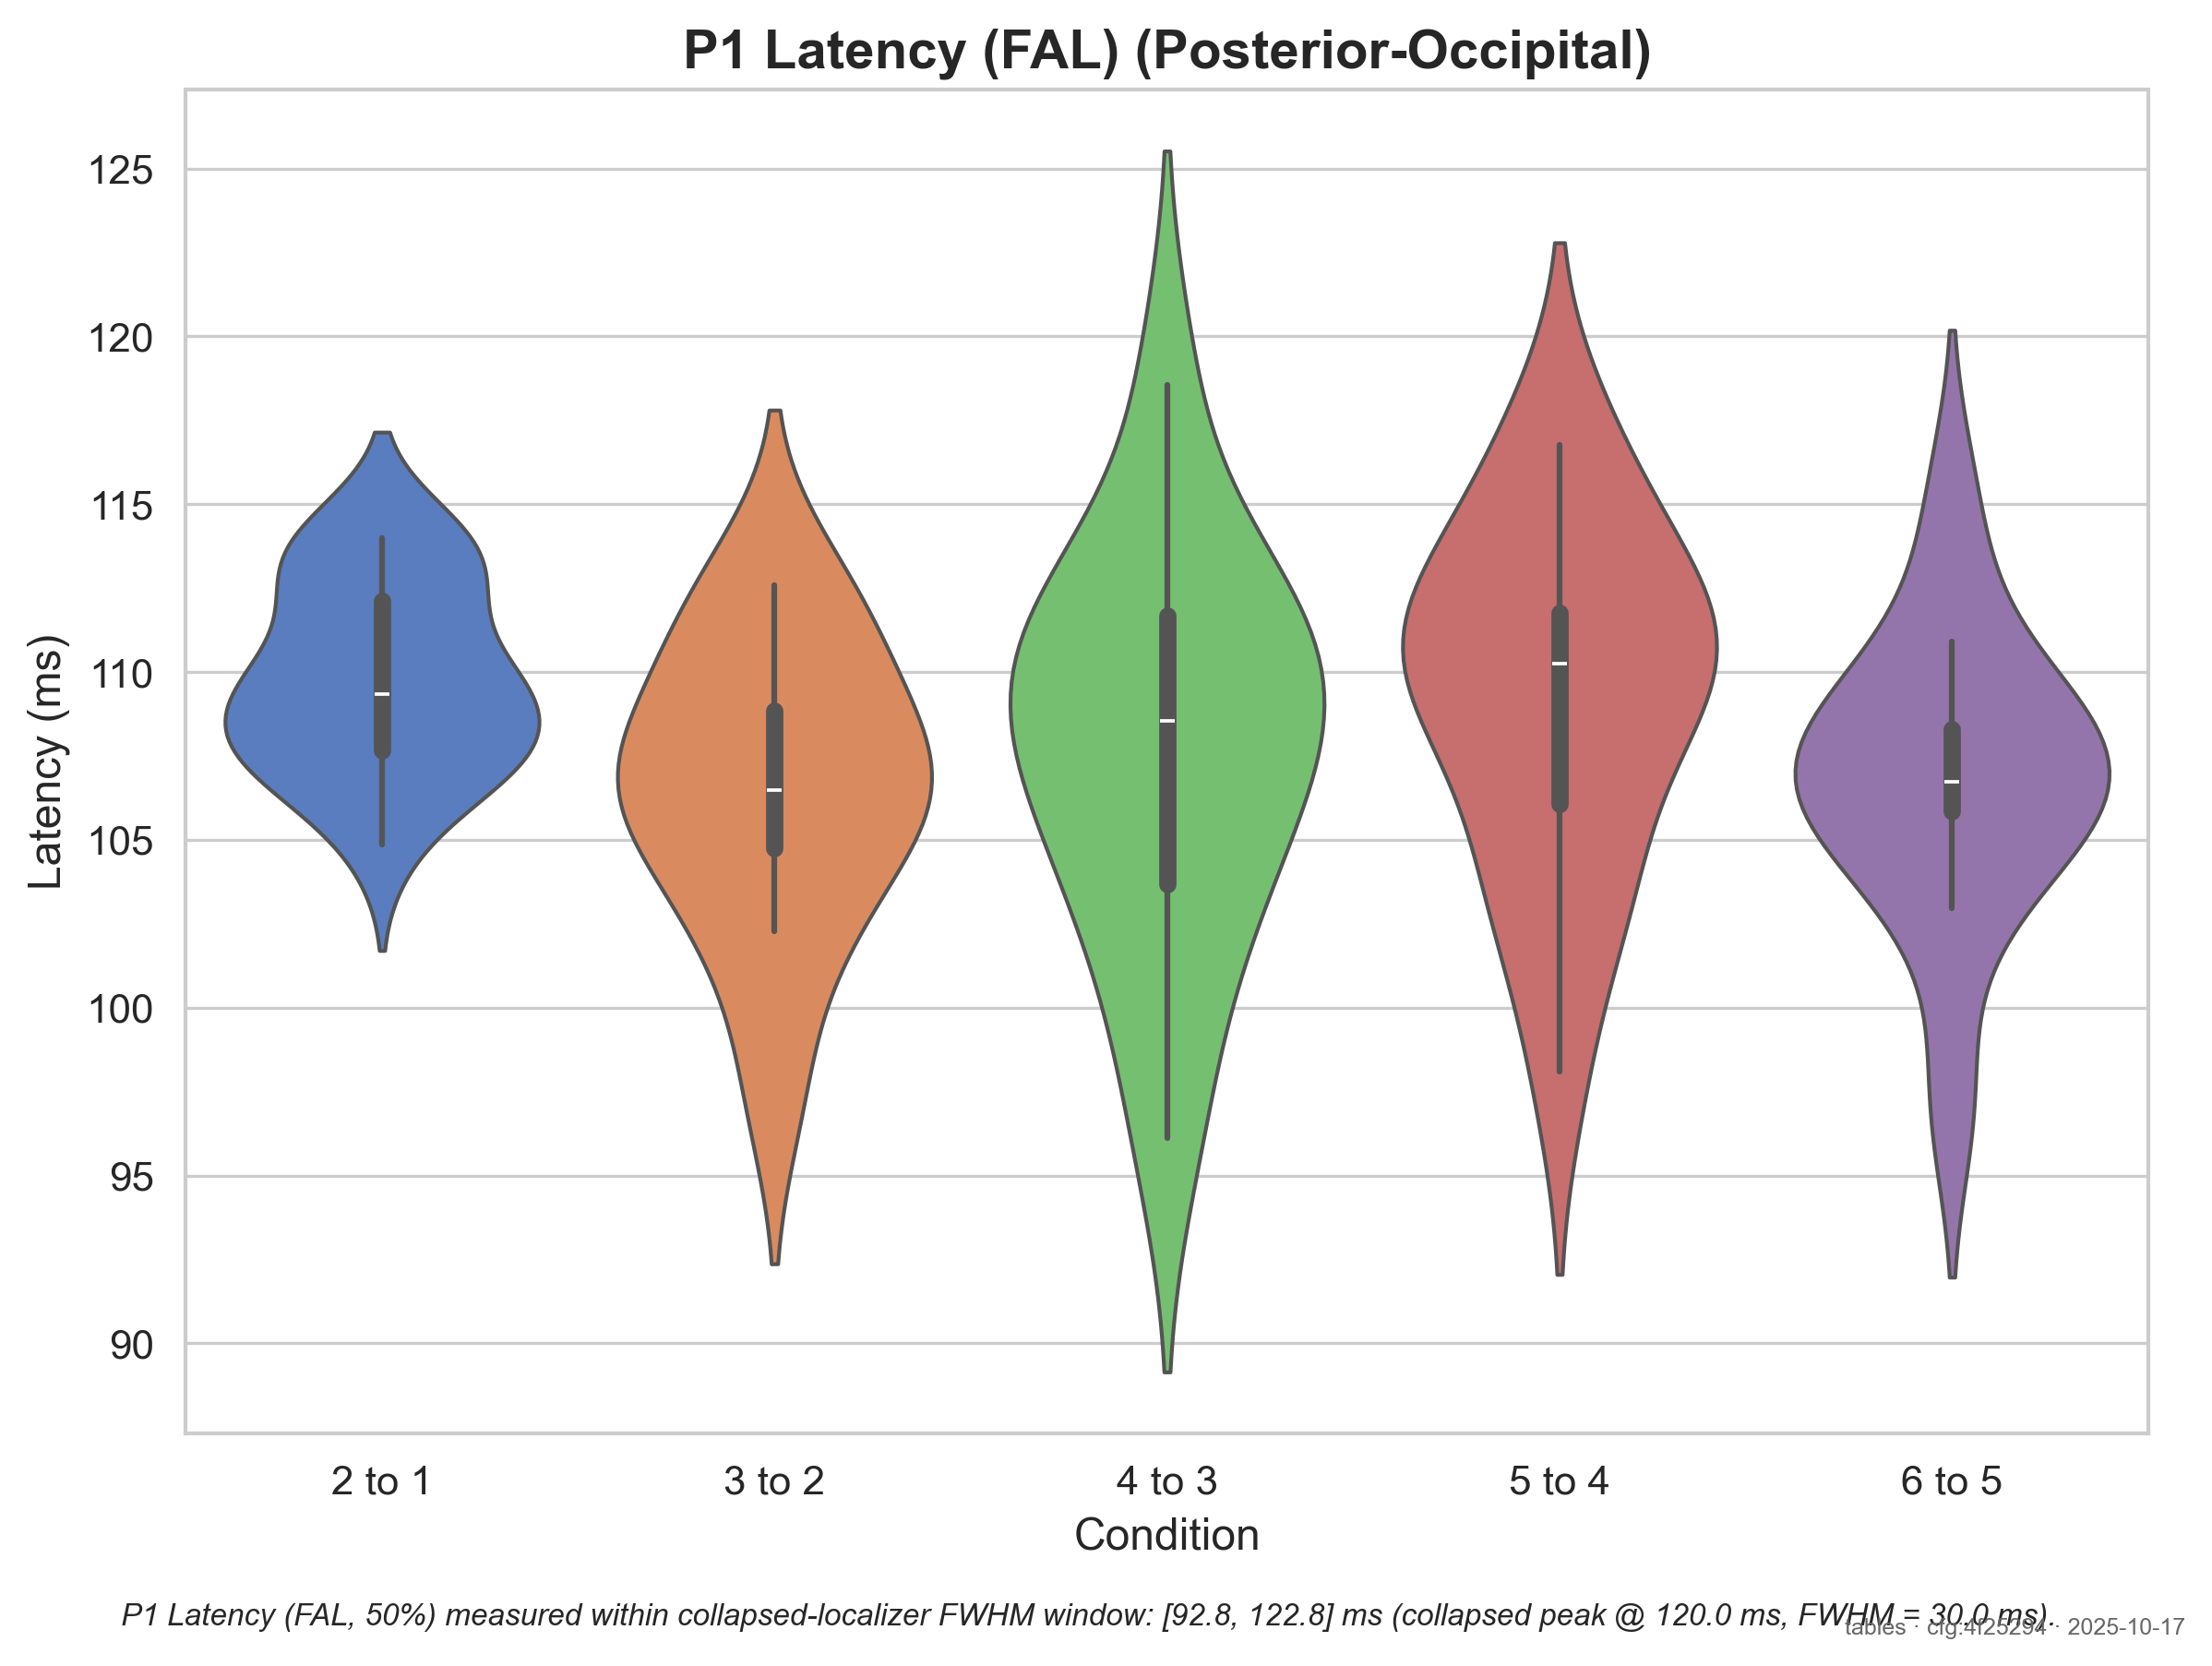 P1 Latency (FAL) (Posterior-Occipital)
Latency (ms)
125
120
115
110
105
100
95
90
2 to 1 3 to 2 4 to 3 5 to 4 6 to 5
Condition
P1 Latency (FAL, 50%) measured within collapsed-localizer FWHM window: [92.8, 122.8] ms (collapsed peak @ 120.0 ms, FWHM = 30.0 ms).
tables · cfg:4f25294 · 2025-10-17